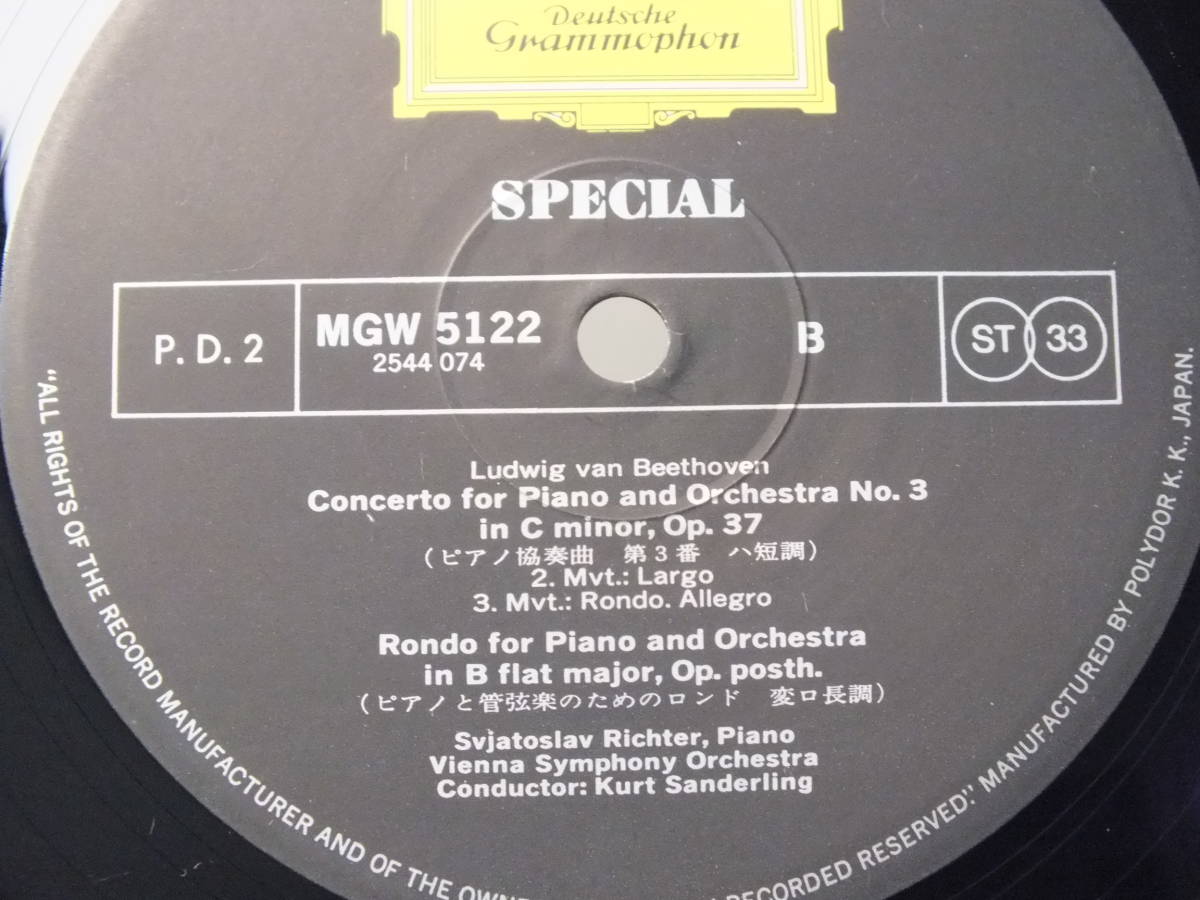 Deutsche
Grammophon
SPECIAL
P. D. 2
MGW 5122
2544 074
B
ST 33
Ludwig van Beethoven
Concerto for Piano and Orchestra No. 3
in C minor, Op. 37
(ピアノ協奏曲 第3番 ハ短調)
2. Mvt.: Largo
3. Mvt.: Rondo. Allegro
Rondo for Piano and Orchestra
in B flat major, Op. posth.
(ピアノと管弦楽のためのロンド 変ロ長調)
Svjatoslav Richter, Piano
Vienna Symphony Orchestra
Conductor: Kurt Sanderling
"ALL RIGHTS OF THE RECORD MANUFACTURER AND OF THE RECORDED RESERVED." MANUFACTURED BY POLYDOR K. K., JAPAN.